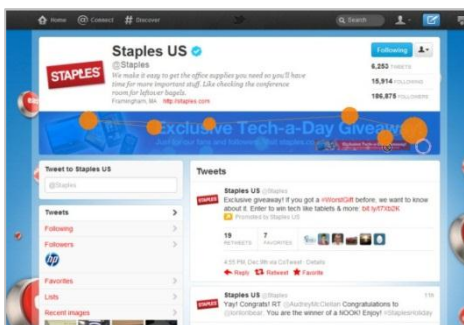 Home
Connect
Discover
Search
Staples US
@Staples
Following
STAPLES
We make it easy to get the office supplies you need so you'll have
time for more important stuff. Like checking the conference
room for leftover bagels.
Framingham, MA http://staples.com
6,253 TWEETS
15,914 FOLLOWING
186,875 FOLLOWERS
Exclusive Tech-a-Day Giveaway
Tweet to Staples US
@Staples
Tweets
Following
Followers
hp
Favorites
Lists
Recent images
Tweets
Staples US @Staples
Exclusive giveaway! If you got a #WorstGift before, we want to know
about it. Enter to win tech like tablets & more:
Promoted by Staples US
19 RETWEETS
7 FAVORITES
Reply Retweet Favorite
Staples US @Staples 11h
Yay! Congrats! RT @AudreyMcClellan Congratulations to
You are the winner of a NOOK! Enjoy! #StaplesHoliday